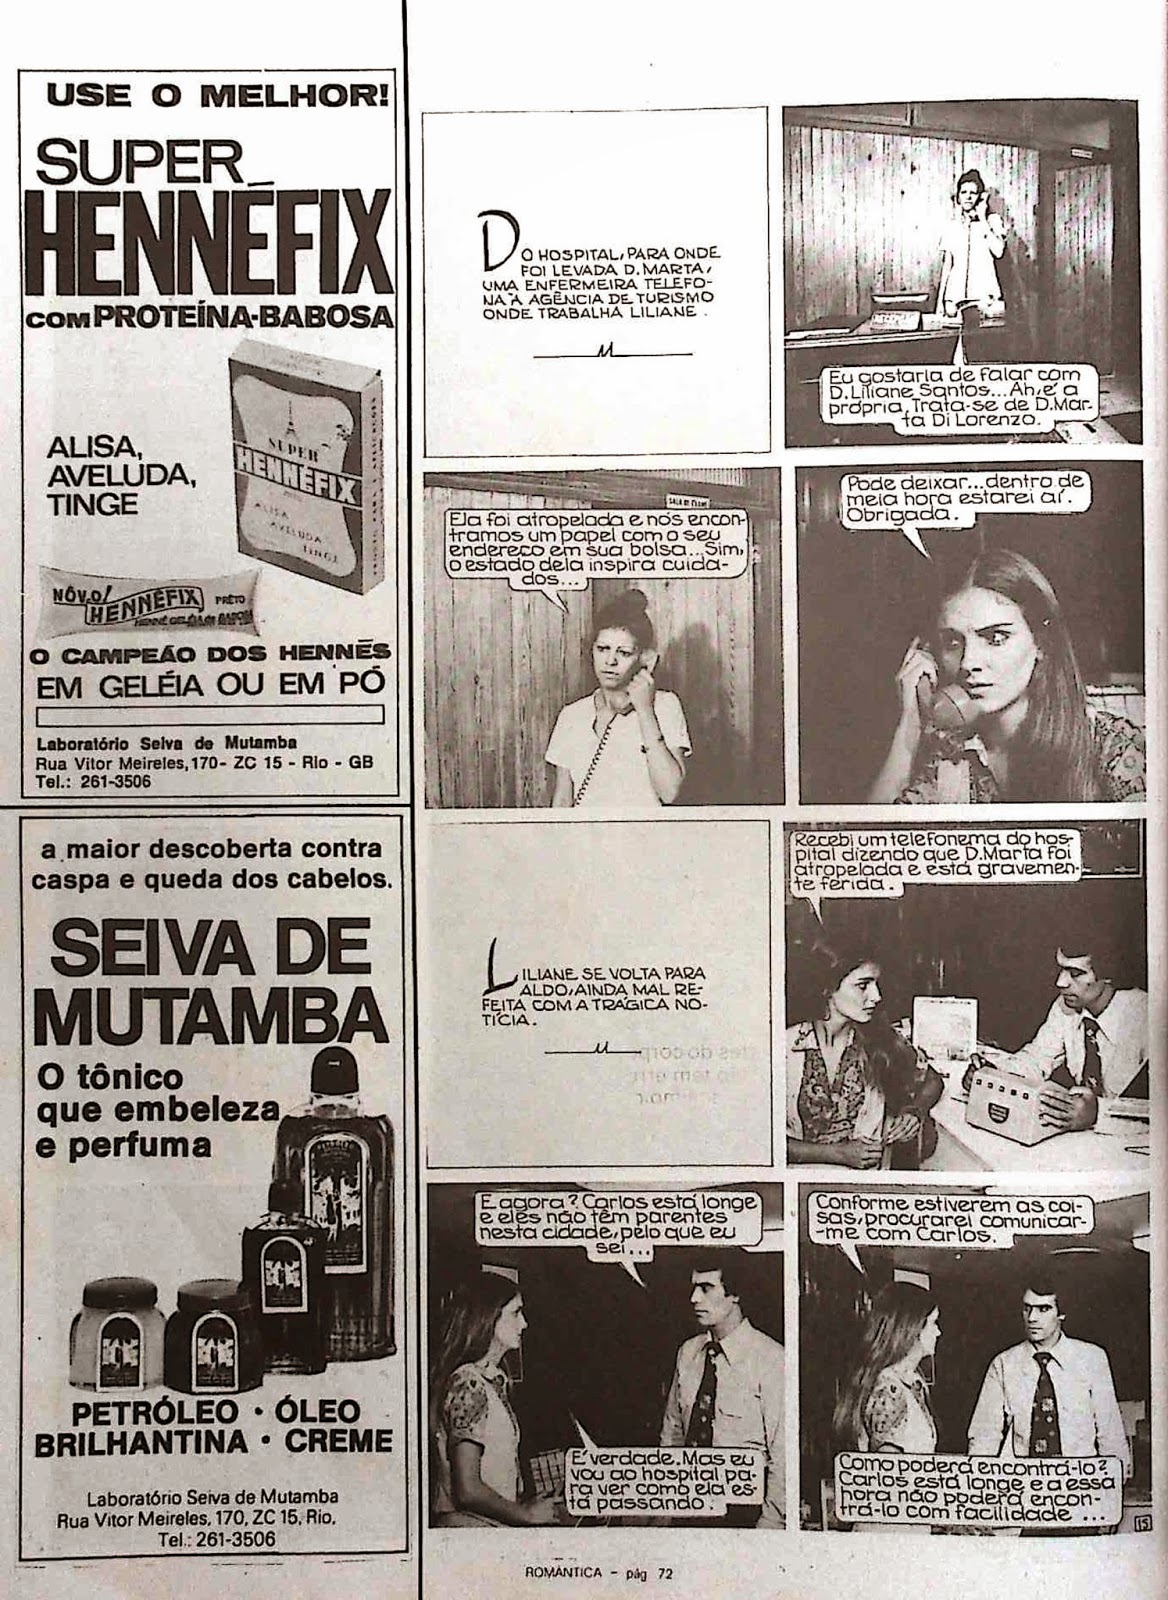 USE O MELHOR!
SUPER
HENNÉFIX
COM PROTEÍNA-BABOSA
ALISA,
AVELUDA,
TINGE
SUPER
HENNÉFIX
ALISA
AVELUDA
TINGE
NÔVO!
HENNÉFIX
PRÊTO
O CAMPEÃO DOS HENNÊS
EM GELÉIA OU EM PÓ
Laboratório Seiva de Mutamba
Rua Vitor Meireles, 170- ZC 15 - Rio - GB
Tel.: 261-3506
a maior descoberta contra
caspa e queda dos cabelos.
SEIVA DE
MUTAMBA
O tônico
que embeleza
e perfuma
PETRÓLEO · ÓLEO
BRILHANTINA · CREME
Laboratório Seiva de Mutamba
Rua Vitor Meireles, 170, ZC 15, Rio.
Tel.: 261-3506
DO HOSPITAL, PARA ONDE
FOI LEVADA D. MARTA,
UMA ENFERMEIRA TELEFO-
NA À AGÊNCIA DE TURISMO
ONDE TRABALHA LILIANE.
Eu gostaria de falar com
D. Liliane Santos... Ah, é a
própria. Trata-se de D. Mar-
ta Di Lorenzo.
Ela foi atropelada e nós encon-
tramos um papel com o seu
endereço em sua bolsa... Sim,
o estado dela inspira cuida-
dos...
Pode deixar... dentro de
meia hora estarei aí.
Obrigada.
LILIANE SE VOLTA PARA
ALDO, AINDA MAL RE-
FEITA COM A TRÁGICA NO-
TÍCIA.
Recebi um telefonema do hos-
pital dizendo que D. Marta foi
atropelada e está gravemen-
te ferida.
E agora? Carlos está longe
e eles não têm parentes
nesta cidade, pelo que eu
sei...
É verdade. Mas eu
vou ao hospital pa-
ra ver como ela es-
tá passando.
Conforme estiverem as coi-
sas, procurarei comunicar-
-me com Carlos.
Como poderá encontrá-lo?
Carlos está longe e a essa
hora não poderá encon-
trá-lo com facilidade...
15
ROMÂNTICA - pág 72